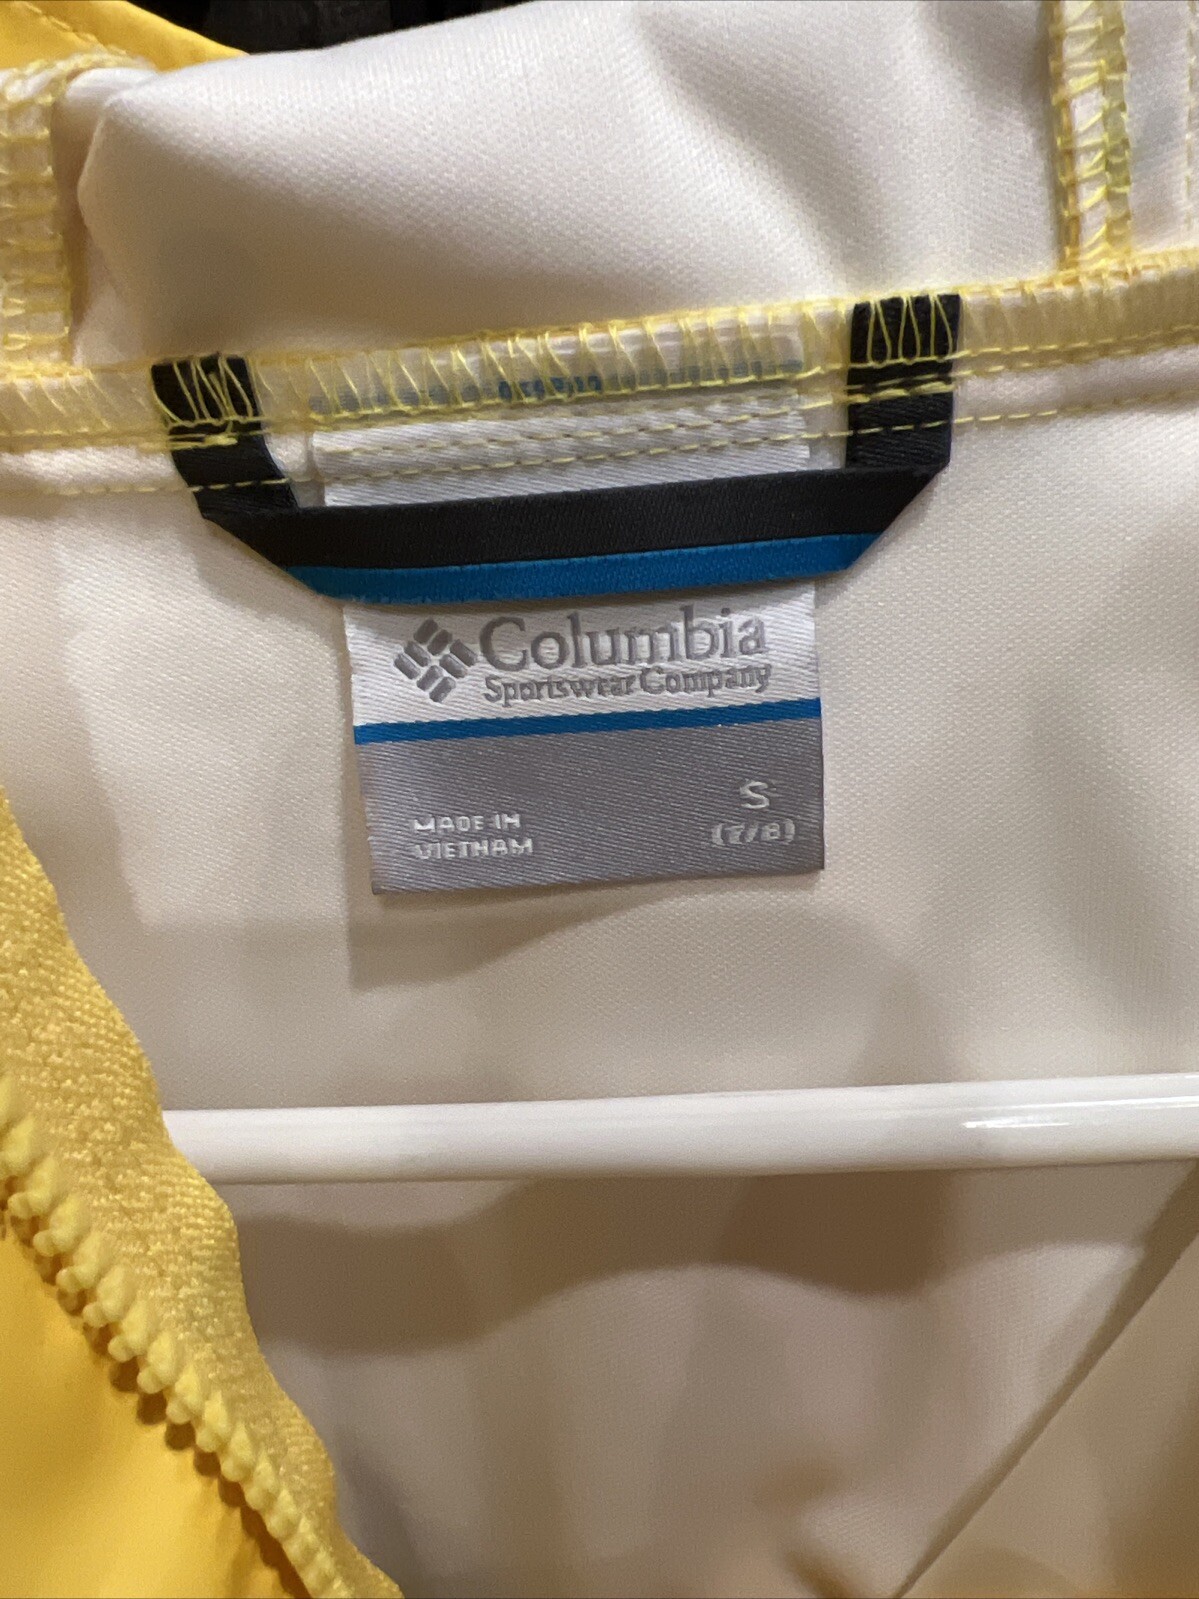 Columbia
Sportswear Company
S
MADE IN
VIETNAM
(7/8)